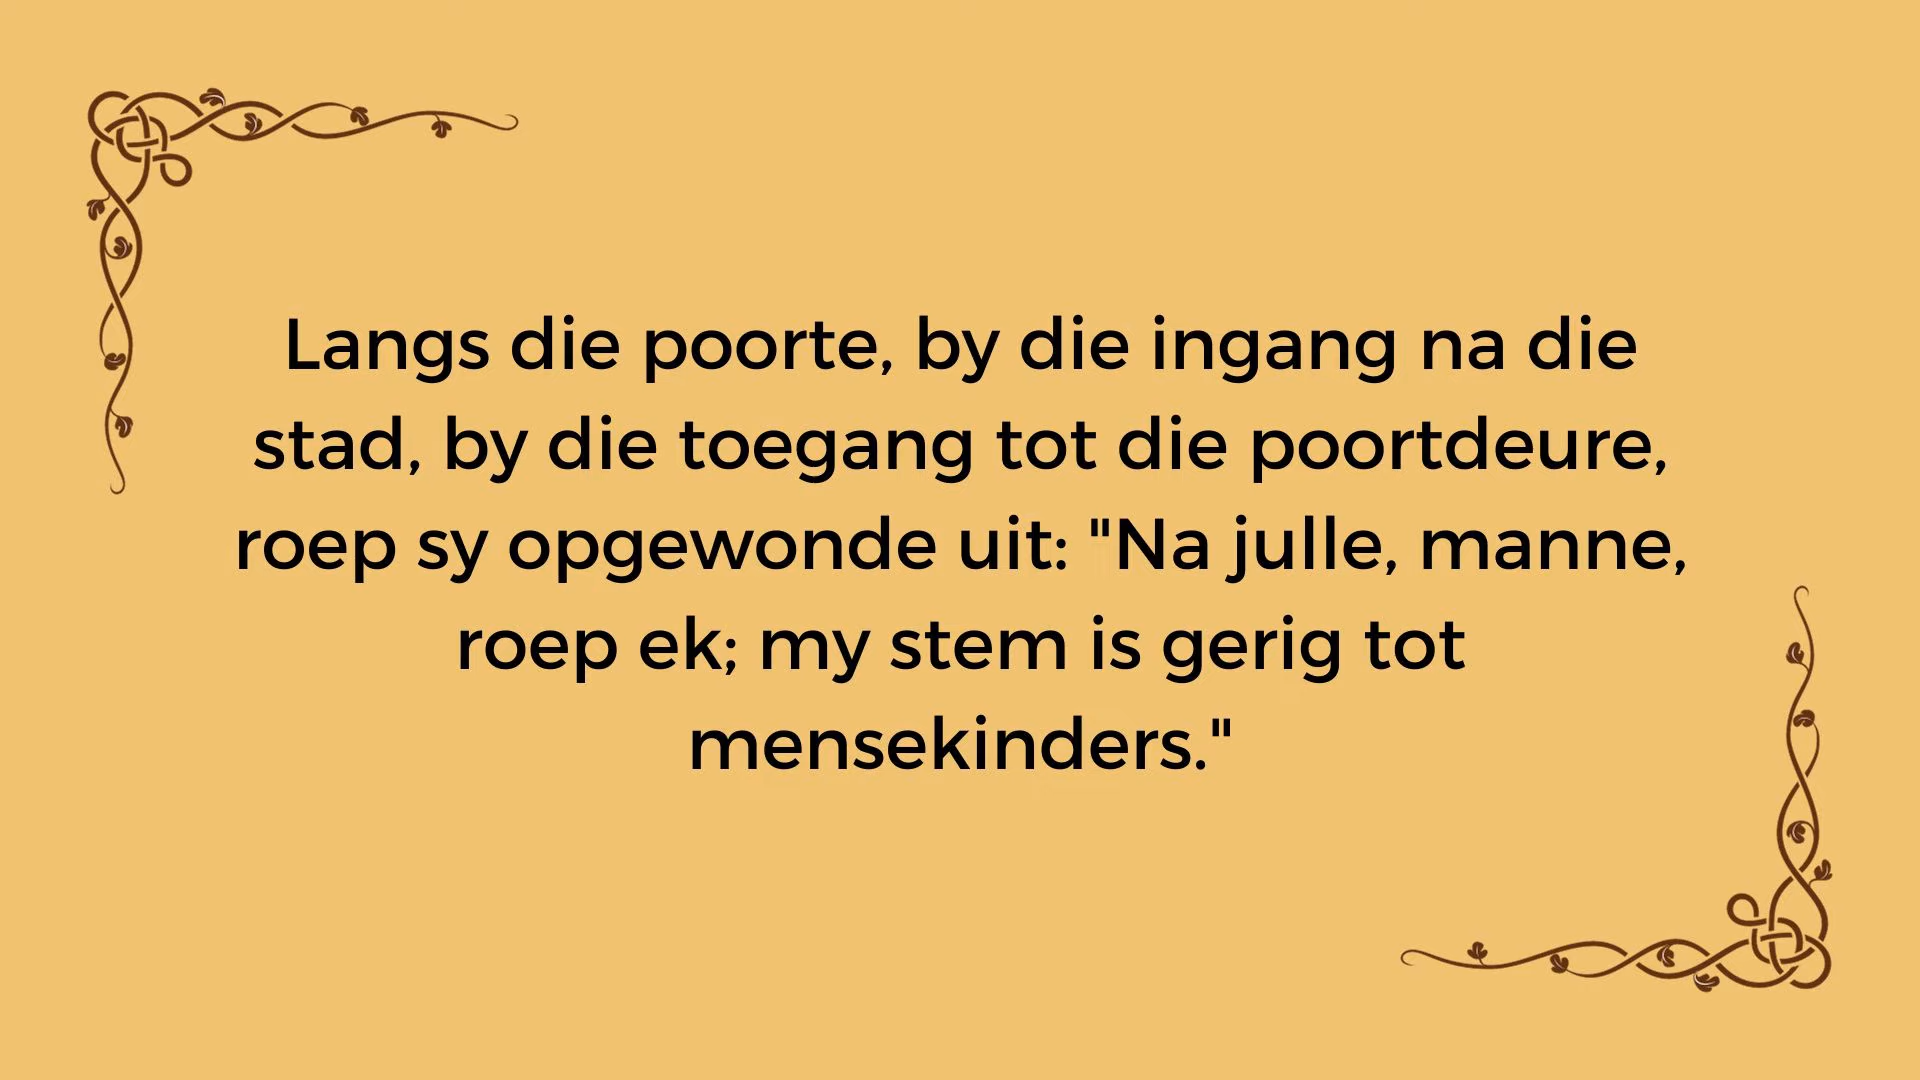 Langs die poorte, by die ingang na die
stad, by die toegang tot die poortdeure,
roep sy opgewonde uit: "Na julle, manne,
roep ek; my stem is gerig tot
mensekinders."